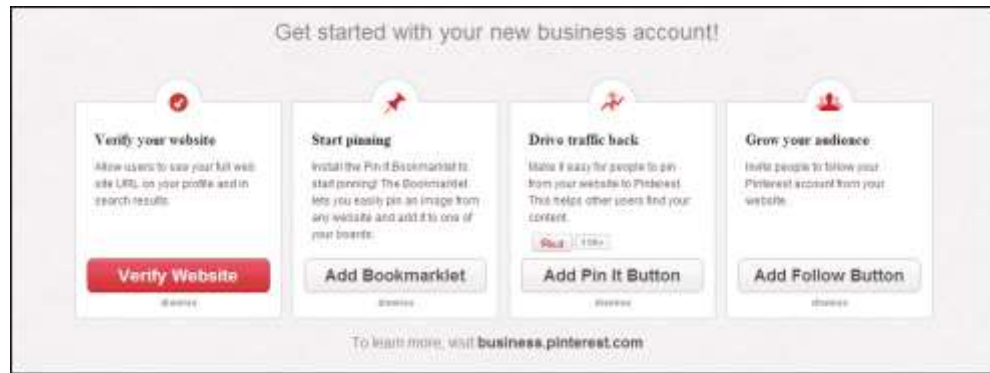 Get started with your new business account!
Verify your website
Allow users to see your full web
site URL on your profile and in
search results.
Verify Website
dismiss
Start pinning
Install the Pin It Bookmarklet to
start pinning! The Bookmarklet
lets you easily pin an image from
any website and add it to one of
your boards.
Add Bookmarklet
dismiss
Drive traffic back
Make it easy for people to pin
from your website to Pinterest.
This helps other users find your
content.
Add Pin It Button
dismiss
Grow your audience
Invite people to follow your
Pinterest account from your
website.
Add Follow Button
dismiss
To learn more, visit business.pinterest.com